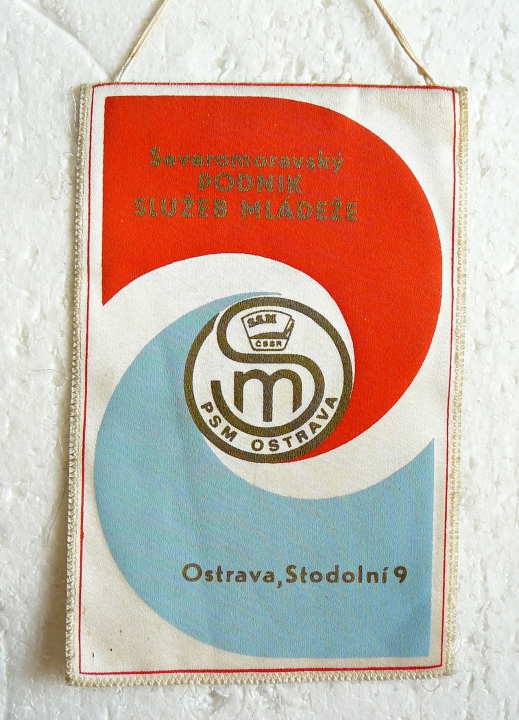 Severomoravský
PODNIK
SLUŽEB MLÁDEŽE
SSM
ČSSR
m
PSM OSTRAVA
Ostrava, Stodolní 9